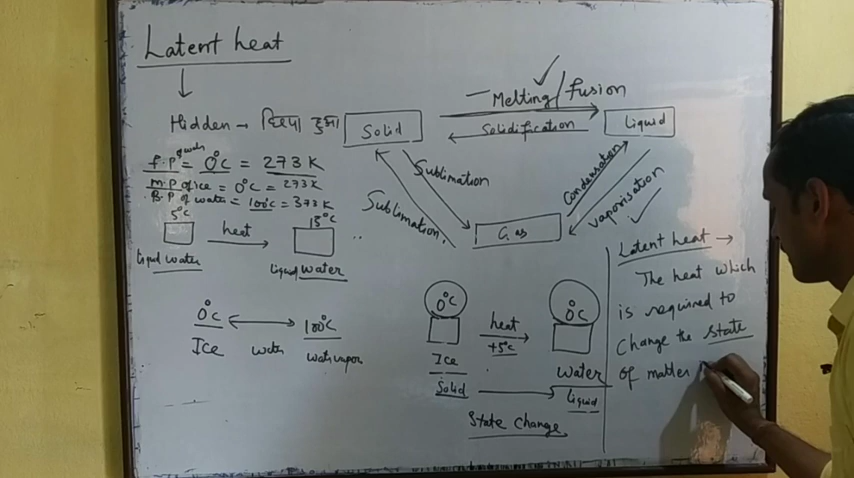 Latent heat
Hidden → छिपा हुआ
Solid
Melting/fusion
Solidification
Liquid
Sublimation
Sublimation
Condensation
vaporisation
Gas
f.P of water = 0°C = 273 K
M.P of ice = 0°C = 273 K
B.P of water = 100°C = 373 K
5°C
heat
15°C
liquid water
liquid water
0°C
100°C
Ice
water
water vapor
0°C
heat
+5°C
0°C
Ice
water
Solid
liquid
State Change
Latent heat →
The heat which
is required to
Change the state
of matter